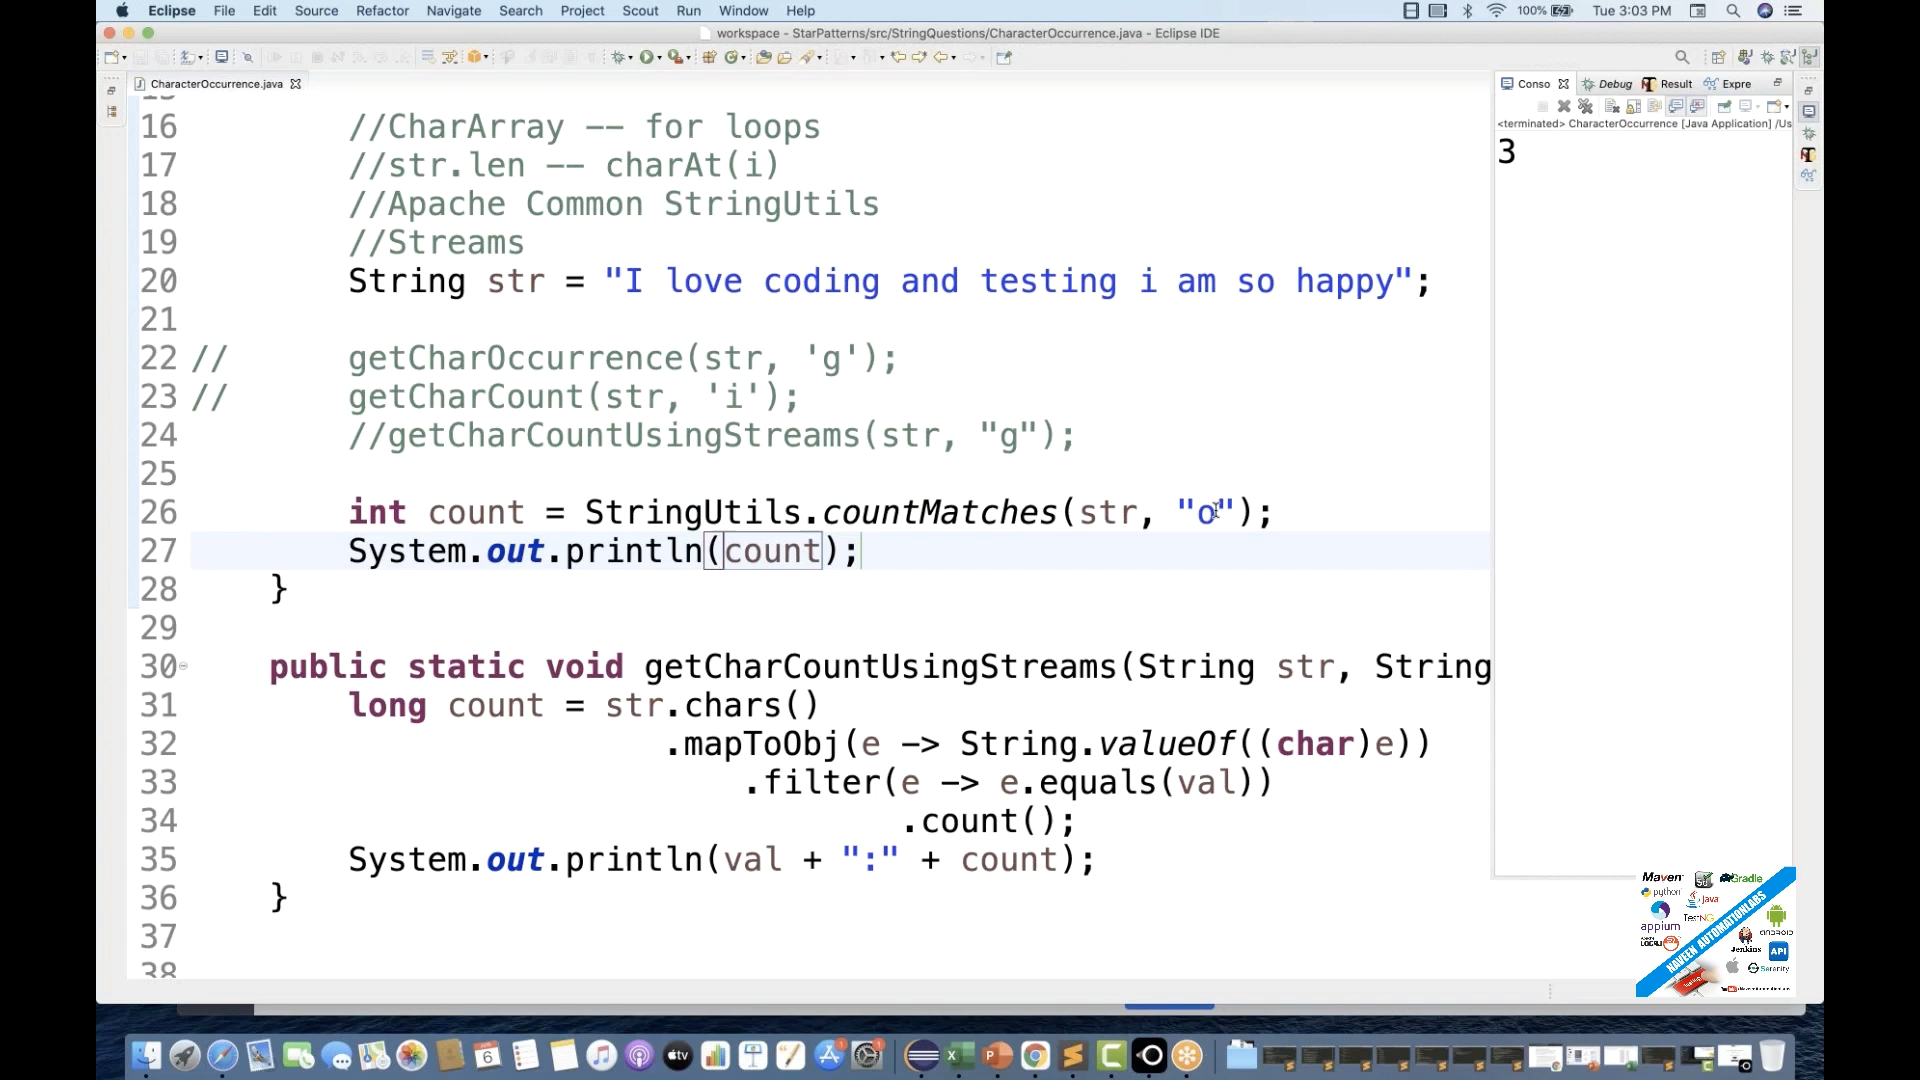 Eclipse File Edit Source Refactor Navigate Search Project Scout Run Window Help 100% Tue 3:03 PM
workspace - StarPatterns/src/StringQuestions/CharacterOccurrence.java - Eclipse IDE
CharacterOccurrence.java
Conso Debug Result Expre
<terminated> CharacterOccurrence [Java Application] /Us
3
16 //CharArray -- for loops
17 //str.len -- charAt(i)
18 //Apache Common StringUtils
19 //Streams
20 String str = "I love coding and testing i am so happy";
21
22 // getCharOccurrence(str, 'g');
23 // getCharCount(str, 'i');
24 //getCharCountUsingStreams(str, "g");
25
26 int count = StringUtils.countMatches(str, "o");
27 System.out.println(count);
28 }
29
30 public static void getCharCountUsingStreams(String str, String
31 long count = str.chars()
32 .mapToObj(e -> String.valueOf((char)e))
33 .filter(e -> e.equals(val))
34 .count();
35 System.out.println(val + ":" + count);
36 }
37
38
Maven Gradle
python Java
appium TestNG ANDROID
Jenkins API
Serenity
NAVEEN AUTOMATIONLABS
6
tv